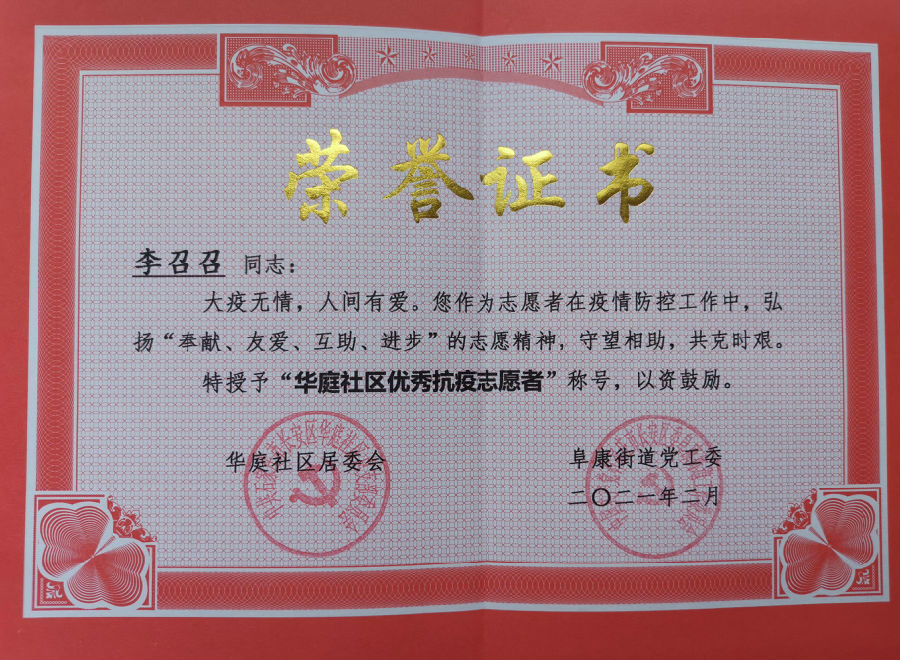 荣誉证书
李召召 同志：
大疫无情，人间有爱。您作为志愿者在疫情防控工作中，弘
扬“奉献、友爱、互助、进步”的志愿精神，守望相助，共克时艰。
特授予“华庭社区优秀抗疫志愿者”称号，以资鼓励。
华庭社区居委会
阜康街道党工委
二〇二一年二月